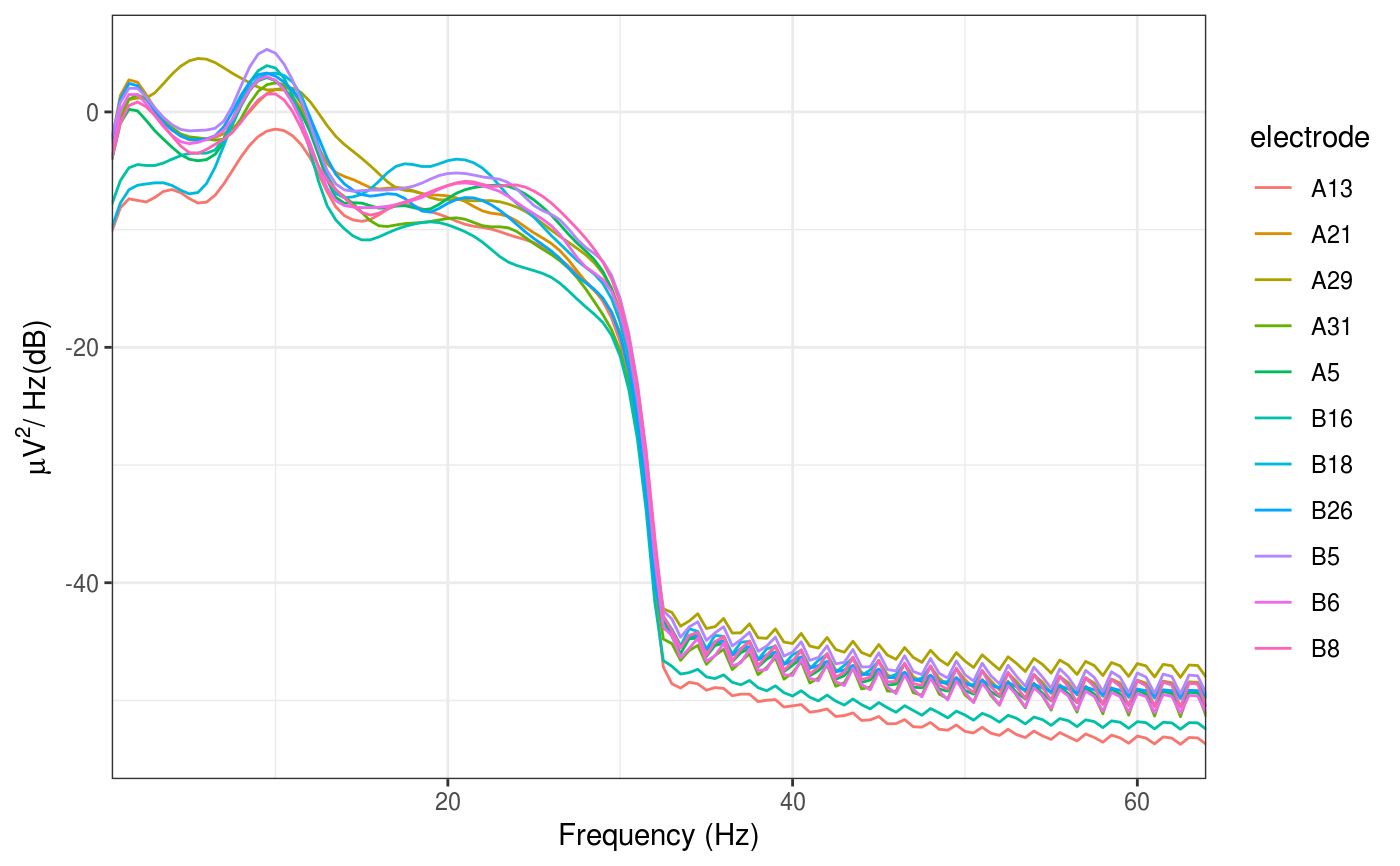 0
-20
-40
20
40
60
Frequency (Hz)
μV²/ Hz(dB)
electrode
A13
A21
A29
A31
A5
B16
B18
B26
B5
B6
B8